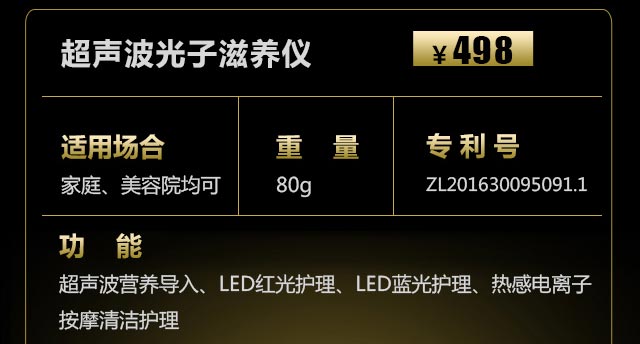 超声波光子滋养仪 ￥498
适用场合 重 量 专 利 号
家庭、美容院均可 80g ZL201630095091.1
功 能
超声波营养导入、LED红光护理、LED蓝光护理、热感电离子
按摩清洁护理